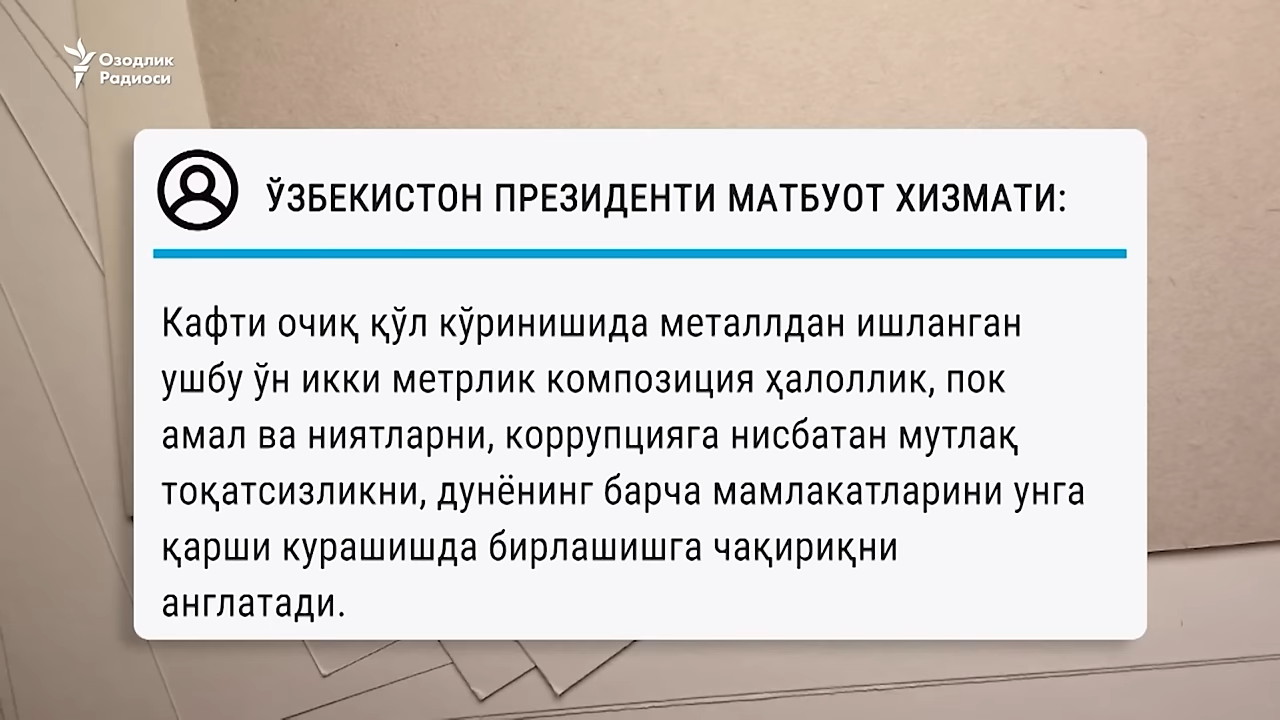 Озодлик
Радиоси
ЎЗБЕКИСТОН ПРЕЗИДЕНТИ МАТБУОТ ХИЗМАТИ:
Кафти очиқ қўл кўринишида металлдан ишланган
ушбу ўн икки метрлик композиция ҳалоллик, пок
амал ва ниятларни, коррупцияга нисбатан мутлақ
тоқатсизликни, дунёнинг барча мамлакатларини унга
қарши курашишда бирлашишга чақириқни
англатади.